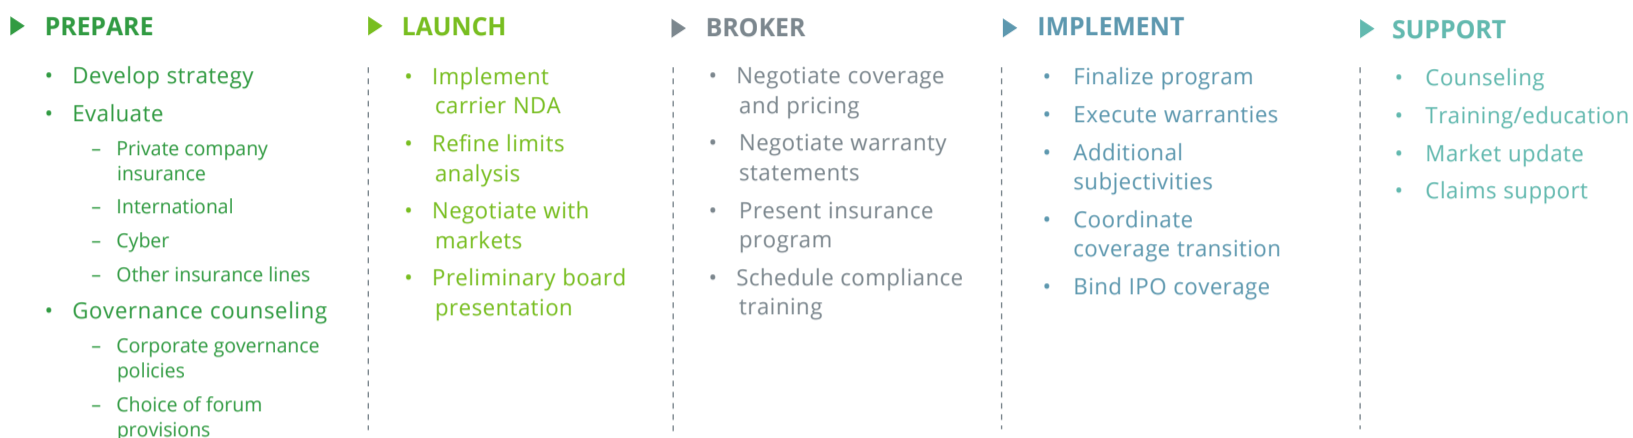 PREPARE
• Develop strategy
• Evaluate
– Private company
insurance
– International
– Cyber
– Other insurance lines
• Governance counseling
– Corporate governance
policies
– Choice of forum
provisions
LAUNCH
• Implement
carrier NDA
• Refine limits
analysis
• Negotiate with
markets
• Preliminary board
presentation
BROKER
• Negotiate coverage
and pricing
• Negotiate warranty
statements
• Present insurance
program
• Schedule compliance
training
IMPLEMENT
• Finalize program
• Execute warranties
• Additional
subjectivities
• Coordinate
coverage transition
• Bind IPO coverage
SUPPORT
• Counseling
• Training/education
• Market update
• Claims support